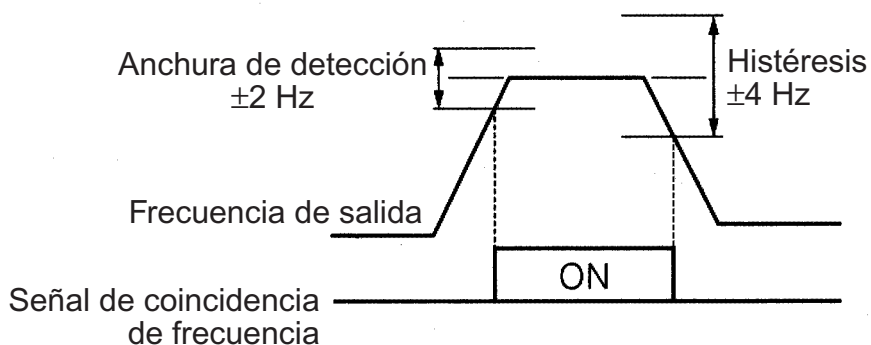 Anchura de detección
±2 Hz
Histéresis
±4 Hz
Frecuencia de salida
ON
Señal de coincidencia
de frecuencia